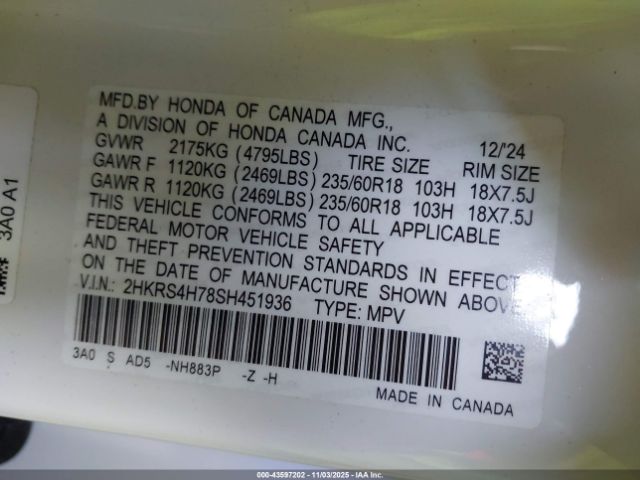 MFD.BY HONDA OF CANADA MFG.,
A DIVISION OF HONDA CANADA INC. 12/'24
GVWR 2175KG (4795LBS) TIRE SIZE RIM SIZE
GAWR F 1120KG (2469LBS) 235/60R18 103H 18X7.5J
GAWR R 1120KG (2469LBS) 235/60R18 103H 18X7.5J
THIS VEHICLE CONFORMS TO ALL APPLICABLE
FEDERAL MOTOR VEHICLE SAFETY
AND THEFT PREVENTION STANDARDS IN EFFECT
ON THE DATE OF MANUFACTURE SHOWN ABOVE.
V.I.N.: 2HKRS4H78SH451936 TYPE: MPV
3A0 S AD5 -NH883P -Z -H
MADE IN CANADA
3A0 A1
000-43597202 - 11/03/2025 - IAA Inc.